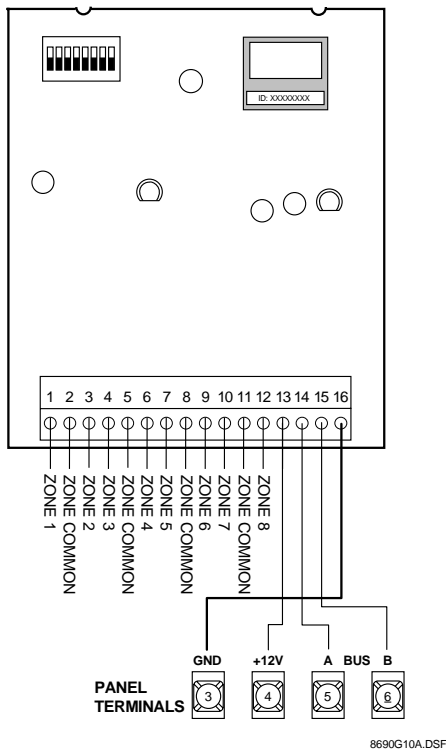 ID: XXXXXXXX
1 2 3 4 5 6 7 8 9 10 11 12 13 14 15 16
ZONE 1
ZONE COMMON
ZONE 2
ZONE 3
ZONE COMMON
ZONE 4
ZONE 5
ZONE COMMON
ZONE 6
ZONE 7
ZONE COMMON
ZONE 8
GND +12V A BUS B
PANEL
TERMINALS
3 4 5 6
8690G10A.DSF